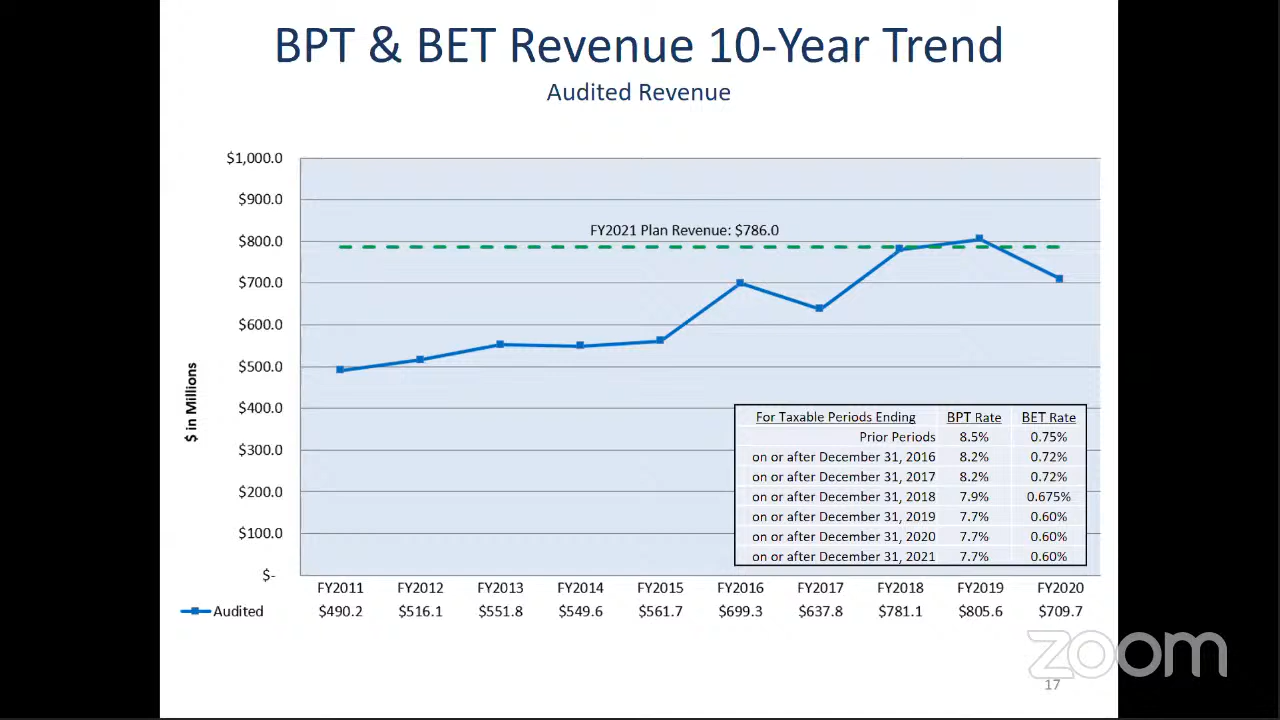 BPT & BET Revenue 10-Year Trend
Audited Revenue
$1,000.0
$900.0
FY2021 Plan Revenue: $786.0
$800.0
$700.0
$600.0
$500.0
$ in Millions
$400.0
$300.0
$200.0
$100.0
$-
For Taxable Periods Ending BPT Rate BET Rate
Prior Periods 8.5% 0.75%
on or after December 31, 2016 8.2% 0.72%
on or after December 31, 2017 8.2% 0.72%
on or after December 31, 2018 7.9% 0.675%
on or after December 31, 2019 7.7% 0.60%
on or after December 31, 2020 7.7% 0.60%
on or after December 31, 2021 7.7% 0.60%
FY2011 FY2012 FY2013 FY2014 FY2015 FY2016 FY2017 FY2018 FY2019 FY2020
Audited $490.2 $516.1 $551.8 $549.6 $561.7 $699.3 $637.8 $781.1 $805.6 $709.7
zoom
17